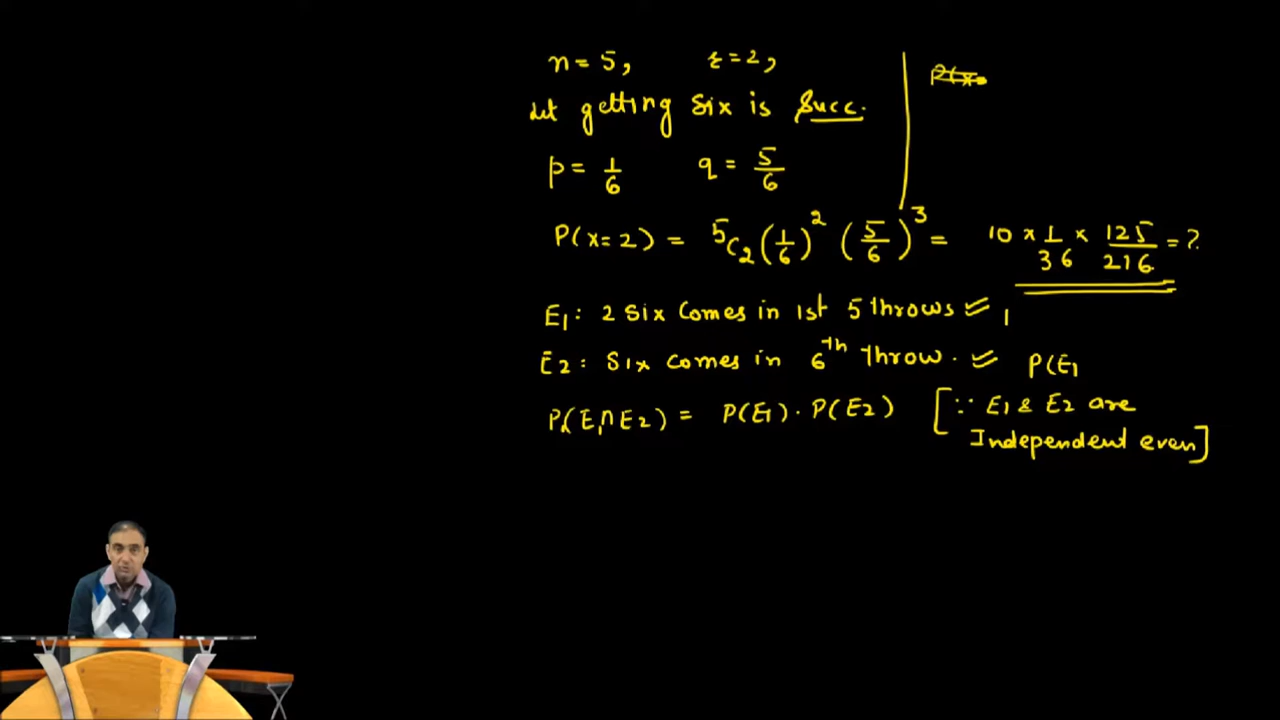 n = 5, r = 2,
Let getting six is Succ.
p = 1/6 q = 5/6
P(x = 2) = 5C2 (1/6)^2 (5/6)^3 = 10 × 1/36 × 125/216 = ?
E1: 2 six comes in 1st 5 throws
E2: Six comes in 6th throw. P(E1
P(E1∩E2) = P(E1) · P(E2) [∵ E1 & E2 are
Independent even]